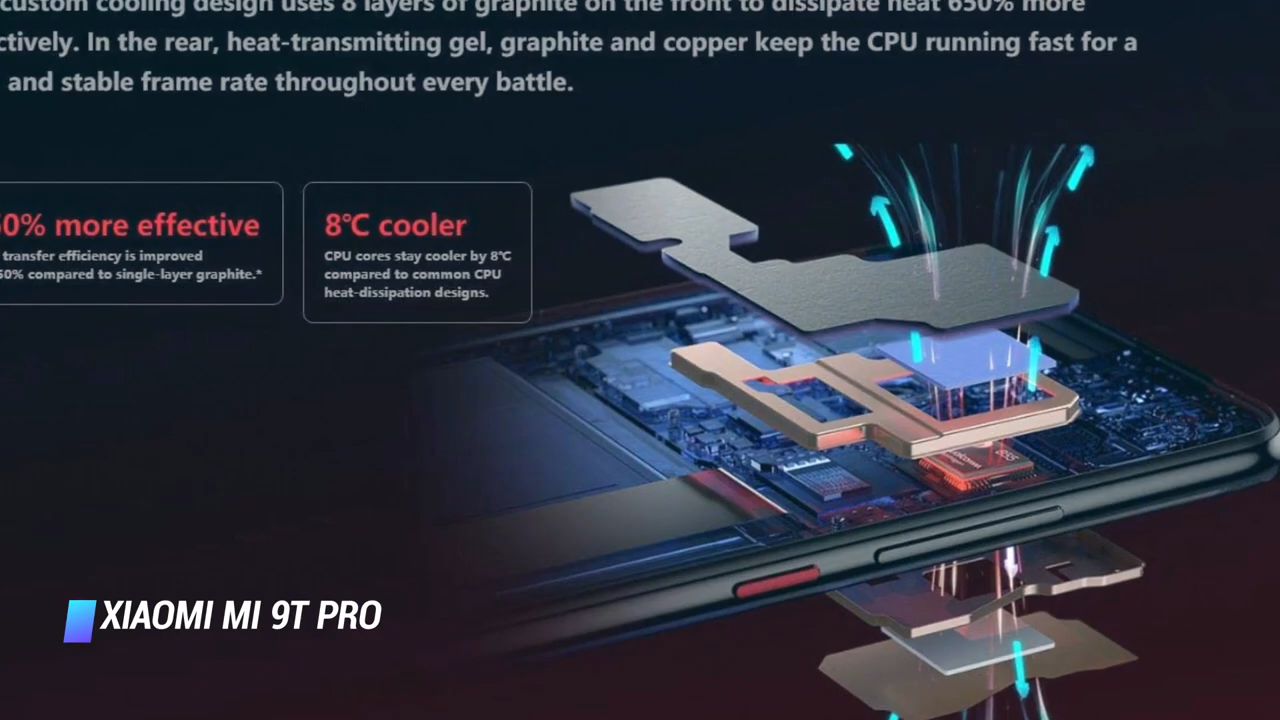 custom cooling design uses 8 layers of graphite on the front to dissipate heat 650% more
ctively. In the rear, heat-transmitting gel, graphite and copper keep the CPU running fast for a
and stable frame rate throughout every battle.
50% more effective
transfer efficiency is improved
50% compared to single-layer graphite.*
8℃ cooler
CPU cores stay cooler by 8℃
compared to common CPU
heat-dissipation designs.
855
XIAOMI MI 9T PRO